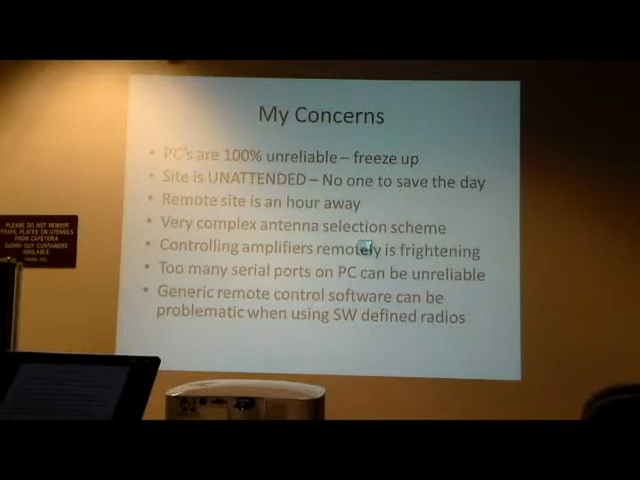 My Concerns
• PC's are 100% unreliable – freeze up
• Site is UNATTENDED – No one to save the day
• Remote site is an hour away
• Very complex antenna selection scheme
• Controlling amplifiers remotely is frightening
• Too many serial ports on PC can be unreliable
• Generic remote control software can be
problematic when using SW defined radios
PLEASE DO NOT REMOVE
TRAYS, PLATES OR UTENSILS
FROM CAFETERIA
CARRY OUT CONTAINERS
AVAILABLE
THANK YOU